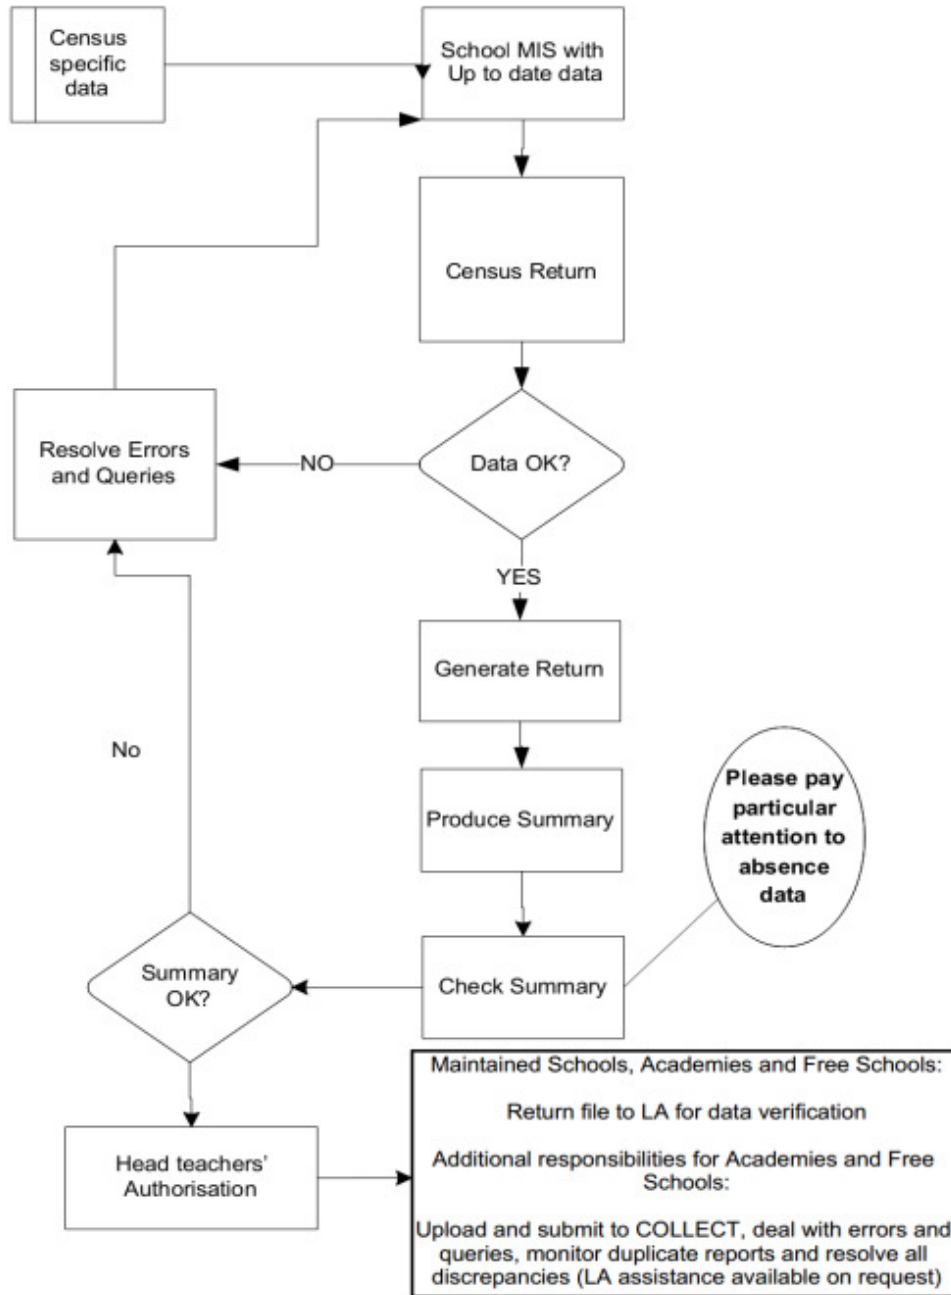 Census
specific
data
School MIS with
Up to date data
Census Return
Data OK?
NO
Resolve Errors
and Queries
YES
Generate Return
No
Produce Summary
Please pay
particular
attention to
absence
data
Check Summary
Summary
OK?
Head teachers'
Authorisation
Maintained Schools, Academies and Free Schools:
Return file to LA for data verification
Additional responsibilities for Academies and Free
Schools:
Upload and submit to COLLECT, deal with errors and
queries, monitor duplicate reports and resolve all
discrepancies (LA assistance available on request)